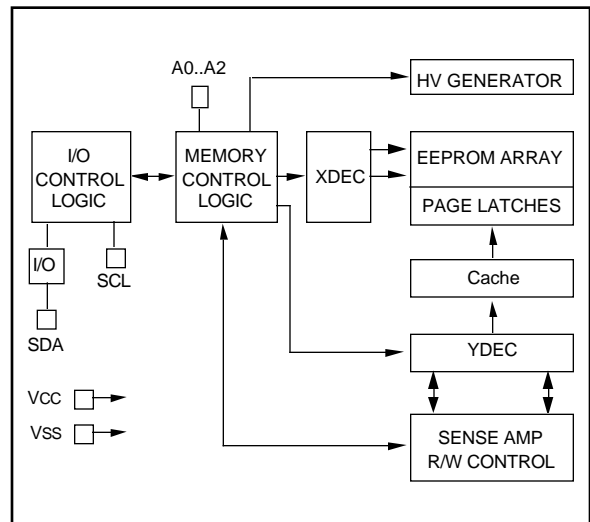 A0..A2
HV GENERATOR
I/O
CONTROL
LOGIC
MEMORY
CONTROL
LOGIC
XDEC
EEPROM ARRAY
PAGE LATCHES
I/O
SCL
SDA
Cache
YDEC
VCC
VSS
SENSE AMP
R/W CONTROL